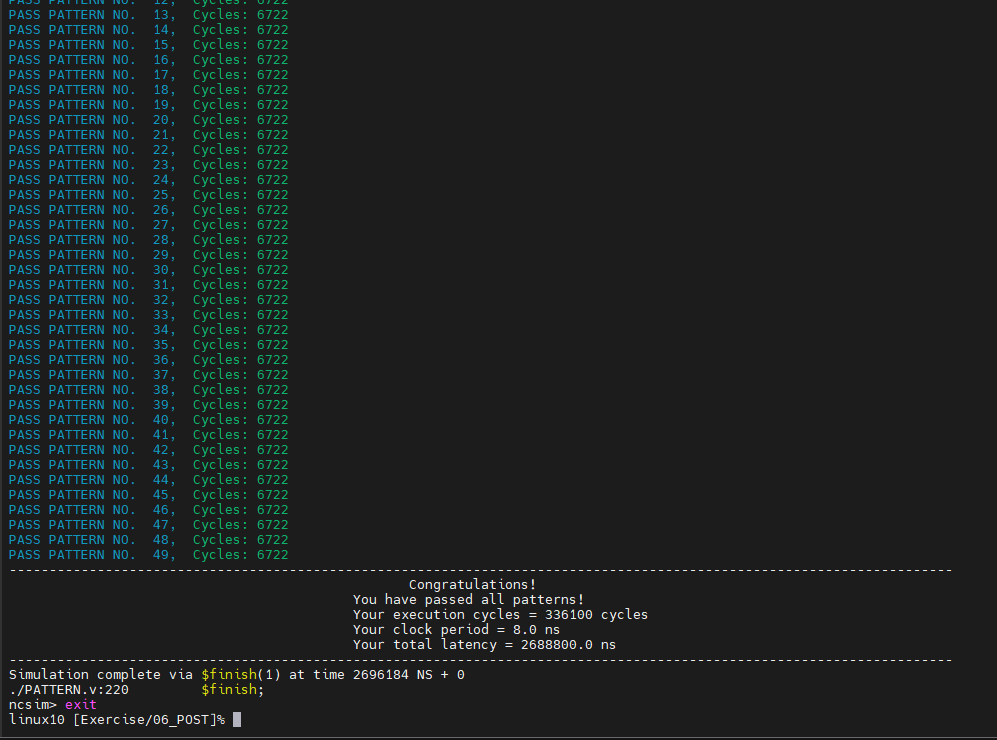 PASS PATTERN NO.  12,  Cycles: 6722
PASS PATTERN NO.  13,  Cycles: 6722
PASS PATTERN NO.  14,  Cycles: 6722
PASS PATTERN NO.  15,  Cycles: 6722
PASS PATTERN NO.  16,  Cycles: 6722
PASS PATTERN NO.  17,  Cycles: 6722
PASS PATTERN NO.  18,  Cycles: 6722
PASS PATTERN NO.  19,  Cycles: 6722
PASS PATTERN NO.  20,  Cycles: 6722
PASS PATTERN NO.  21,  Cycles: 6722
PASS PATTERN NO.  22,  Cycles: 6722
PASS PATTERN NO.  23,  Cycles: 6722
PASS PATTERN NO.  24,  Cycles: 6722
PASS PATTERN NO.  25,  Cycles: 6722
PASS PATTERN NO.  26,  Cycles: 6722
PASS PATTERN NO.  27,  Cycles: 6722
PASS PATTERN NO.  28,  Cycles: 6722
PASS PATTERN NO.  29,  Cycles: 6722
PASS PATTERN NO.  30,  Cycles: 6722
PASS PATTERN NO.  31,  Cycles: 6722
PASS PATTERN NO.  32,  Cycles: 6722
PASS PATTERN NO.  33,  Cycles: 6722
PASS PATTERN NO.  34,  Cycles: 6722
PASS PATTERN NO.  35,  Cycles: 6722
PASS PATTERN NO.  36,  Cycles: 6722
PASS PATTERN NO.  37,  Cycles: 6722
PASS PATTERN NO.  38,  Cycles: 6722
PASS PATTERN NO.  39,  Cycles: 6722
PASS PATTERN NO.  40,  Cycles: 6722
PASS PATTERN NO.  41,  Cycles: 6722
PASS PATTERN NO.  42,  Cycles: 6722
PASS PATTERN NO.  43,  Cycles: 6722
PASS PATTERN NO.  44,  Cycles: 6722
PASS PATTERN NO.  45,  Cycles: 6722
PASS PATTERN NO.  46,  Cycles: 6722
PASS PATTERN NO.  47,  Cycles: 6722
PASS PATTERN NO.  48,  Cycles: 6722
PASS PATTERN NO.  49,  Cycles: 6722
----------------------------------------------------------------------------------------------------------------------
Congratulations!
You have passed all patterns!
Your execution cycles = 336100 cycles
Your clock period = 8.0 ns
Your total latency = 2688800.0 ns
----------------------------------------------------------------------------------------------------------------------
Simulation complete via $finish(1) at time 2696184 NS + 0
./PATTERN.v:220         $finish;
ncsim> exit
linux10 [Exercise/06_POST]%